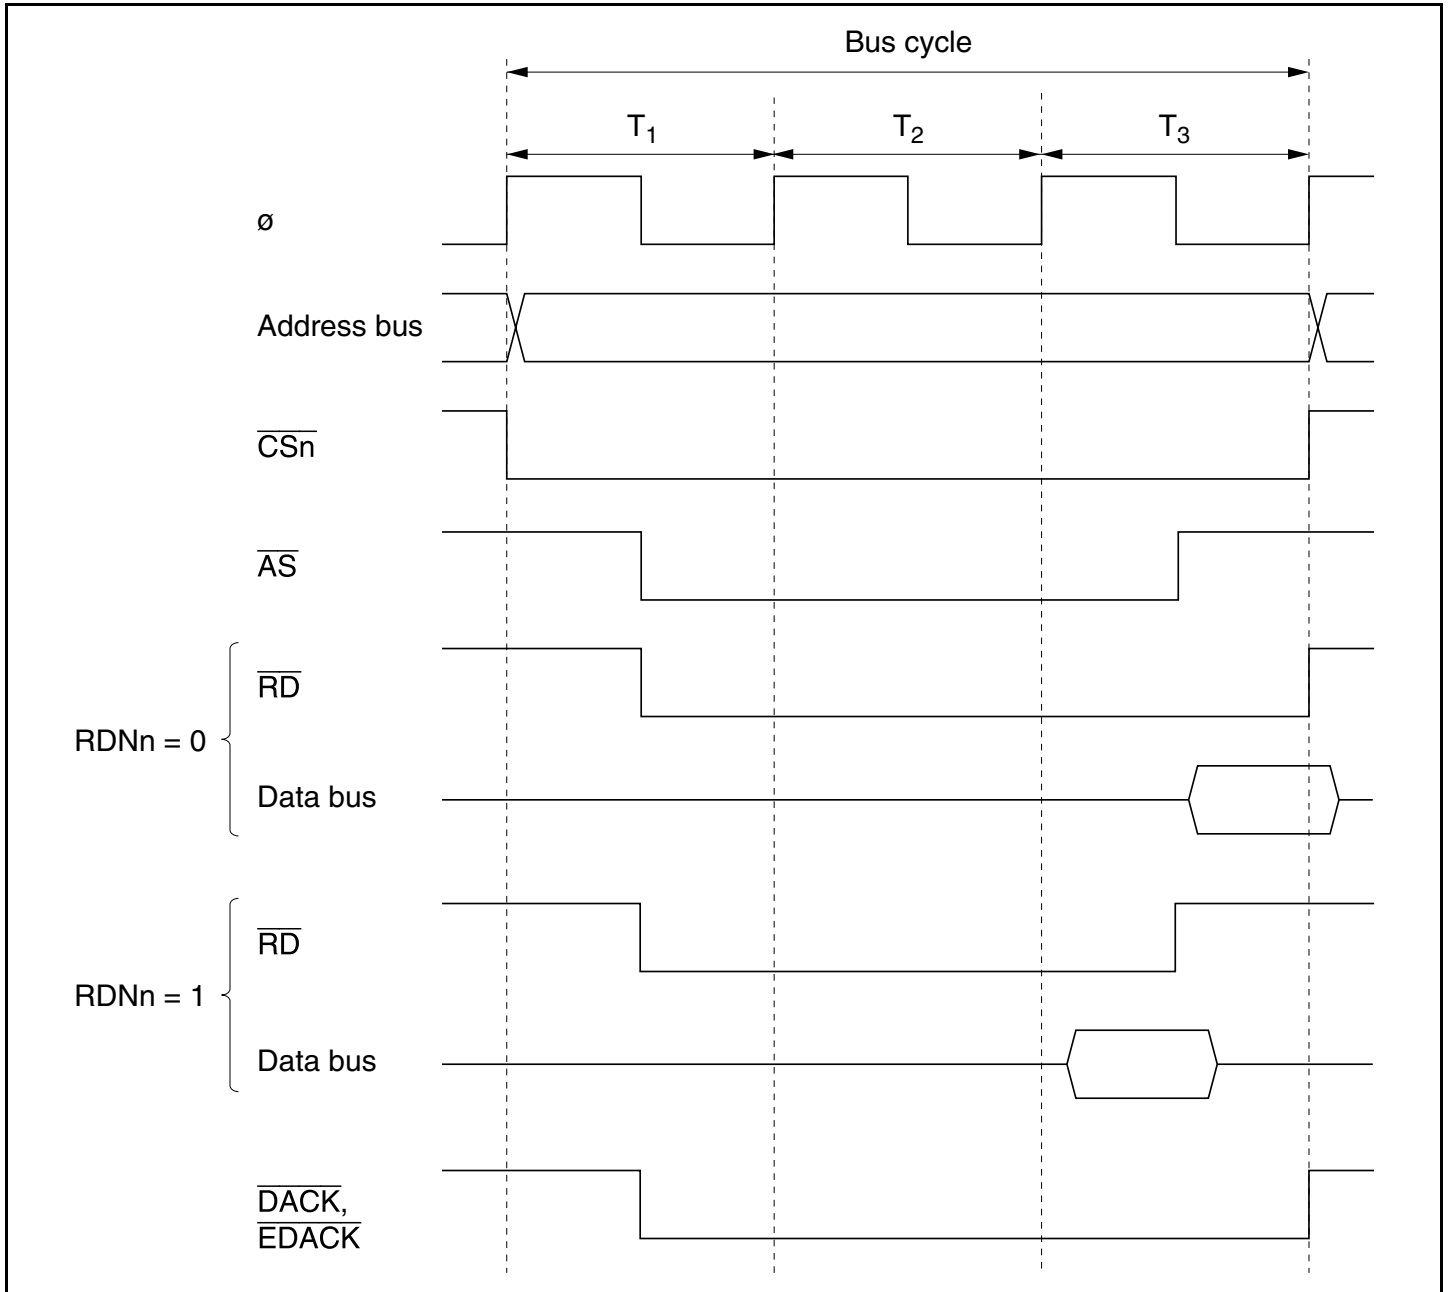 Bus cycle
T1 T2 T3
ø
Address bus
CSn
AS
RD
RDNn = 0
Data bus
RD
RDNn = 1
Data bus
DACK,
EDACK